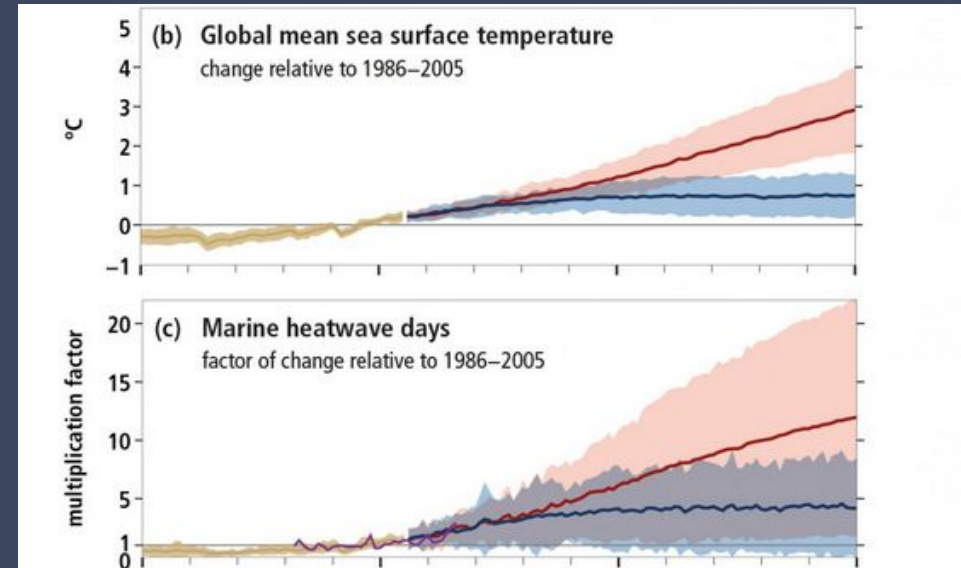 (b) Global mean sea surface temperature
change relative to 1986–2005
°C
5
4
3
2
1
0
−1
(c) Marine heatwave days
factor of change relative to 1986–2005
multiplication factor
20
15
10
5
1
0